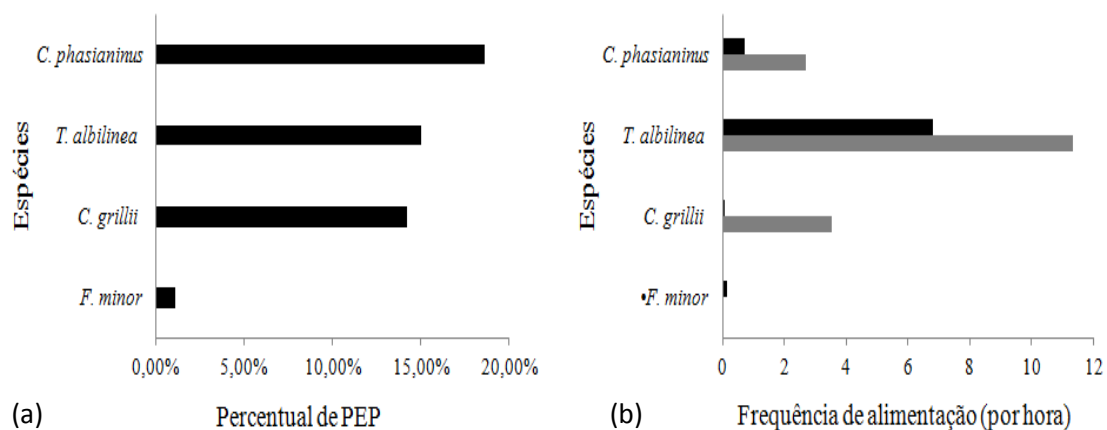 Espécies
C. phasianinus
T. albilinea
C. grillii
F. minor
0,00% 5,00% 10,00% 15,00% 20,00%
(a) Percentual de PEP
Espécies
C. phasianinus
T. albilinea
C. grillii
•F. minor
0 2 4 6 8 10 12
(b) Frequência de alimentação (por hora)